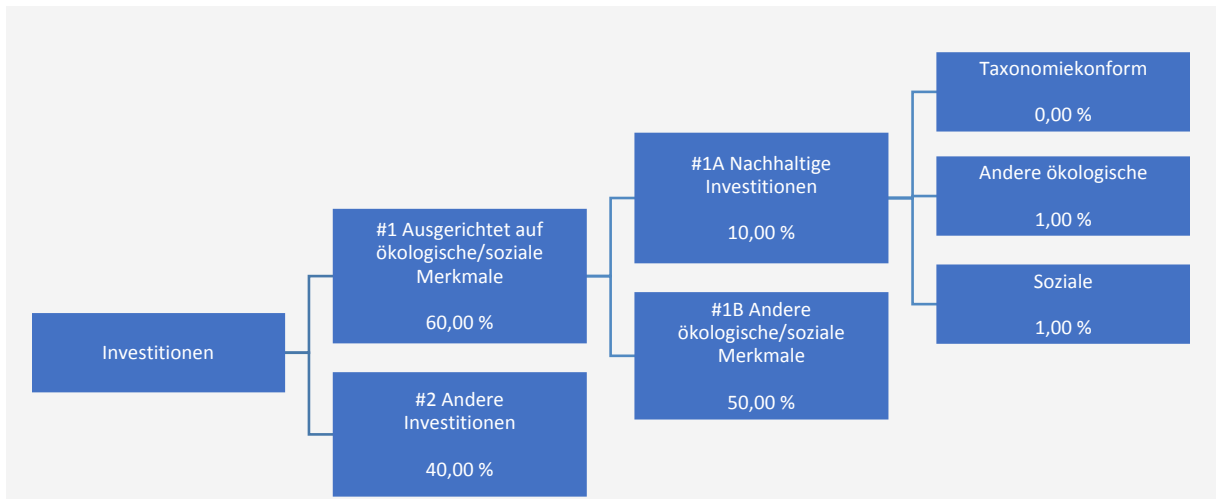 Investitionen
#1 Ausgerichtet auf
ökologische/soziale
Merkmale
60,00 %
#2 Andere
Investitionen
40,00 %
#1A Nachhaltige
Investitionen
10,00 %
#1B Andere
ökologische/soziale
Merkmale
50,00 %
Taxonomiekonform
0,00 %
Andere ökologische
1,00 %
Soziale
1,00 %